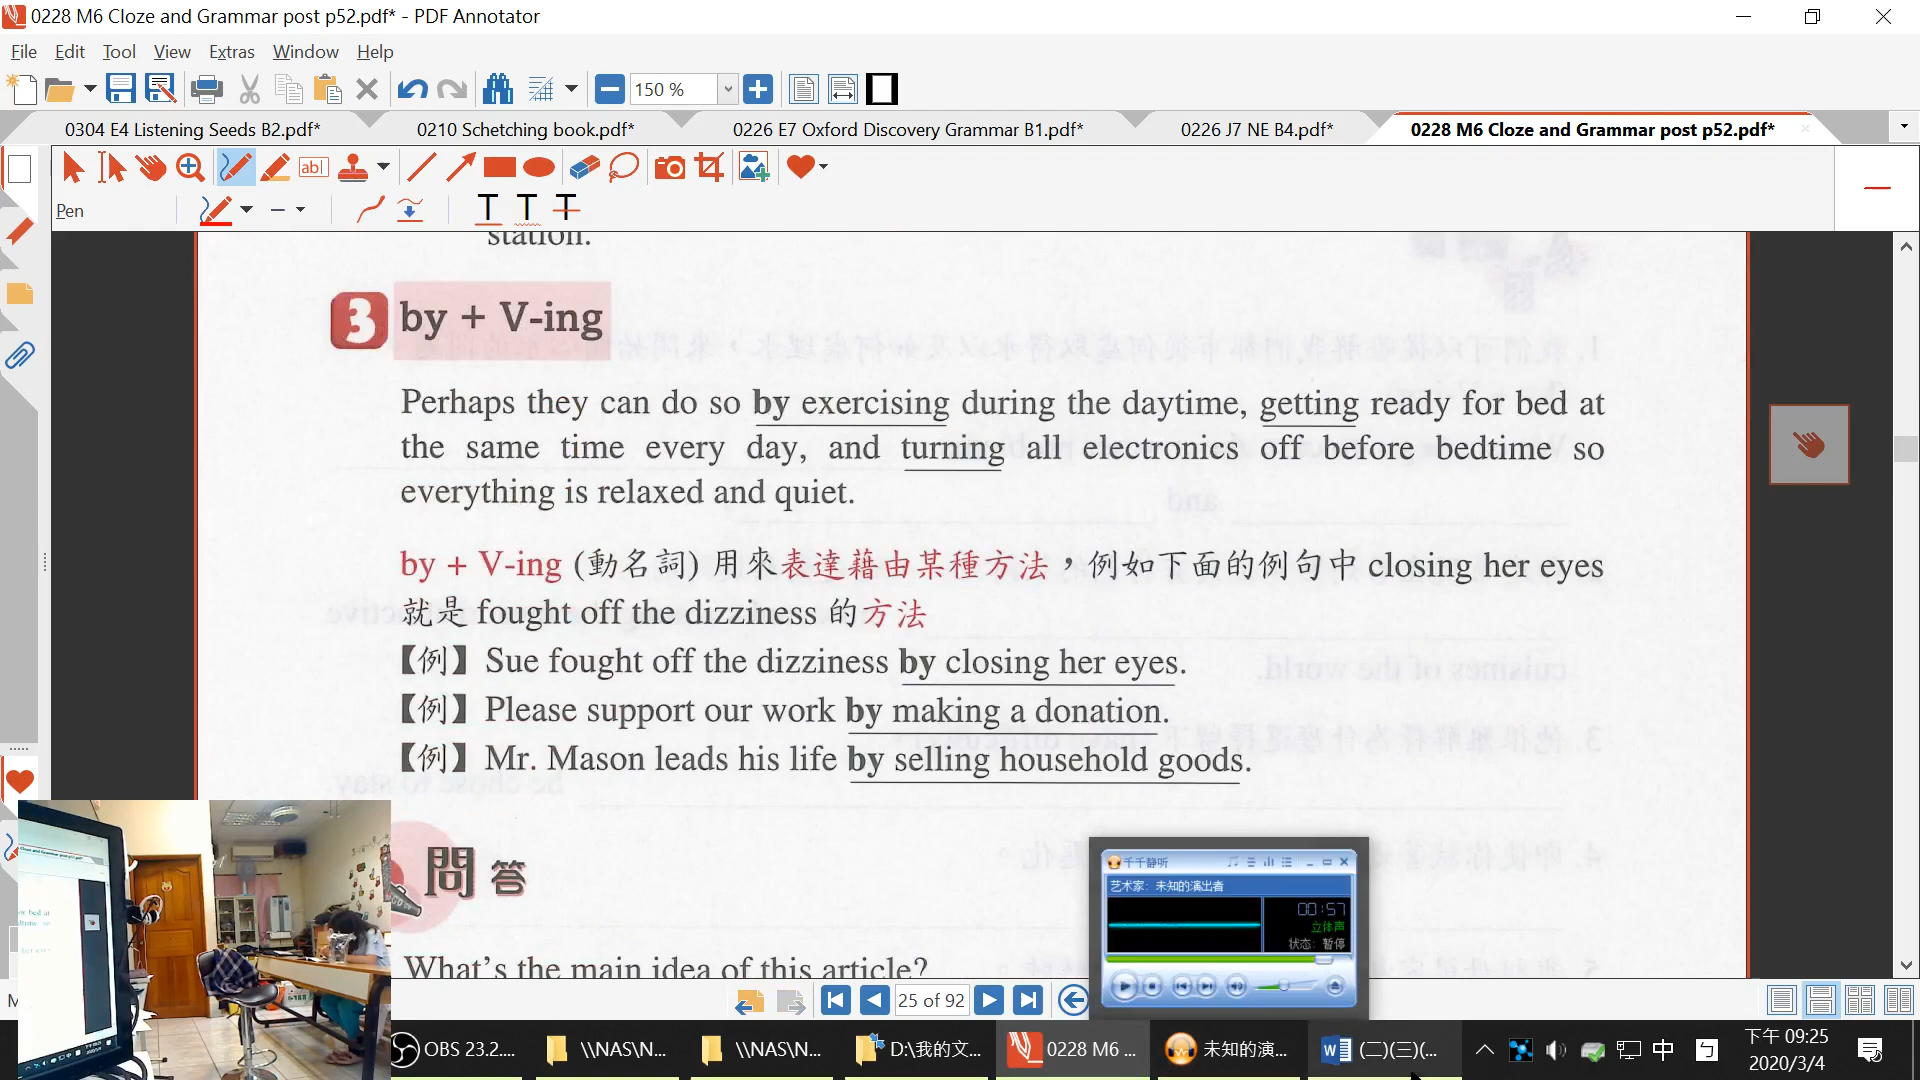 0228 M6 Cloze and Grammar post p52.pdf* - PDF Annotator
File Edit Tool View Extras Window Help
150 %
0304 E4 Listening Seeds B2.pdf* 0210 Schetching book.pdf* 0226 E7 Oxford Discovery Grammar B1.pdf* 0226 J7 NE B4.pdf* 0228 M6 Cloze and Grammar post p52.pdf*
Pen
station.
3 by + V-ing
Perhaps they can do so by exercising during the daytime, getting ready for bed at
the same time every day, and turning all electronics off before bedtime so
everything is relaxed and quiet.
by + V-ing (動名詞) 用來表達藉由某種方法，例如下面的例句中 closing her eyes
就是 fought off the dizziness 的方法
【例】 Sue fought off the dizziness by closing her eyes.
【例】 Please support our work by making a donation.
【例】 Mr. Mason leads his life by selling household goods.
問答
What's the main idea of this article?
千千静听
艺术家: 未知的演出者
00:57
立体声
状态: 暂停
25 of 92
OBS 23.2.... \\NAS\N... \\NAS\N... D:\我的文... 0228 M6 ... 未知的演... (二)(三)(... 中 ㄅ 下午 09:25
2020/3/4